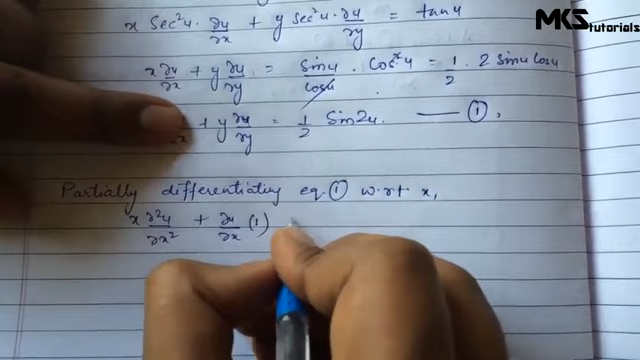 MKS tutorials
x Sec²u · ∂u/∂x + y Sec²u · ∂u/∂y = tan u
x ∂u/∂x + y ∂u/∂y = Sin u/Cos u · Cos²u = 1/2 · 2 Sin u Cos u
+ y ∂u/∂y = 1/2 Sin 2u. —— ①,
Partially differentiating eq. ① w.r.t x,
x ∂²u/∂x² + ∂u/∂x (1)